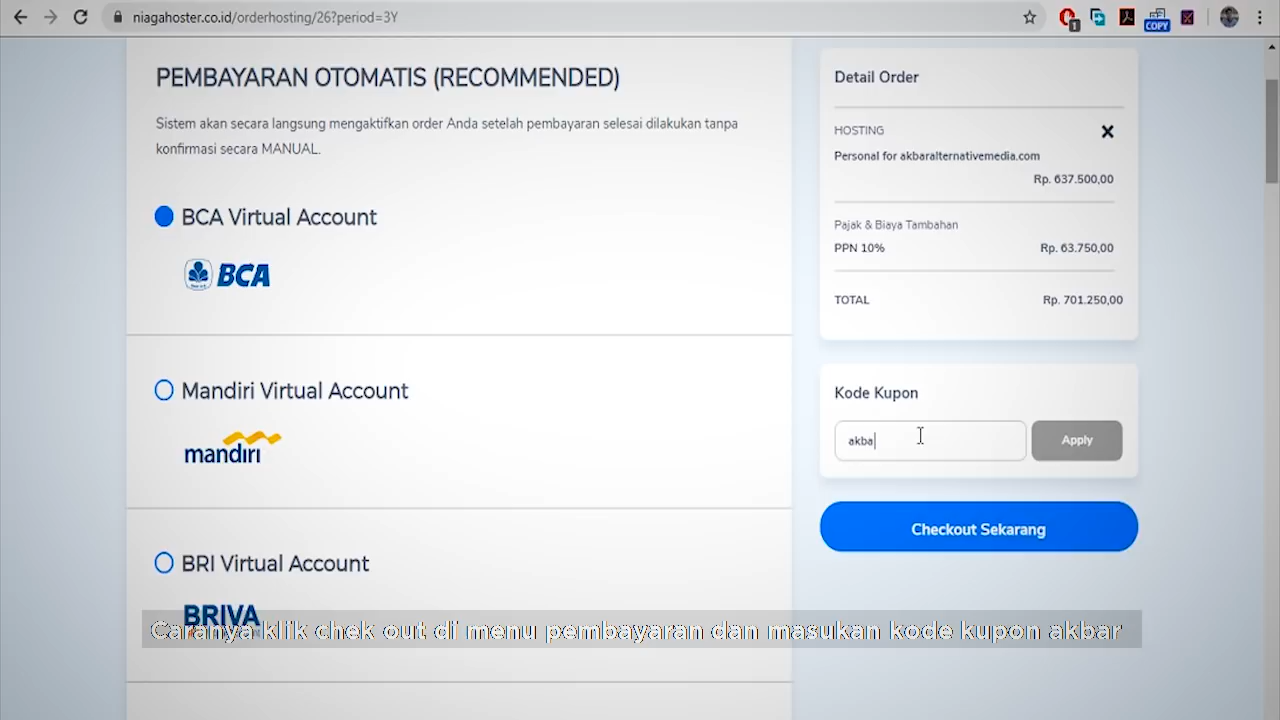 niagahoster.co.id/orderhosting/26?period=3Y
1
COPY
PEMBAYARAN OTOMATIS (RECOMMENDED)
Sistem akan secara langsung mengaktifkan order Anda setelah pembayaran selesai dilakukan tanpa
konfirmasi secara MANUAL.
BCA Virtual Account
BCA
Mandiri Virtual Account
mandiri
BRI Virtual Account
BRIVA
Detail Order
HOSTING
Personal for akbaralternativemedia.com
Rp. 637.500,00
Pajak & Biaya Tambahan
PPN 10% Rp. 63.750,00
TOTAL Rp. 701.250,00
Kode Kupon
akba Apply
Checkout Sekarang
Caranya klik chek out di menu pembayaran dan masukan kode kupon akbar